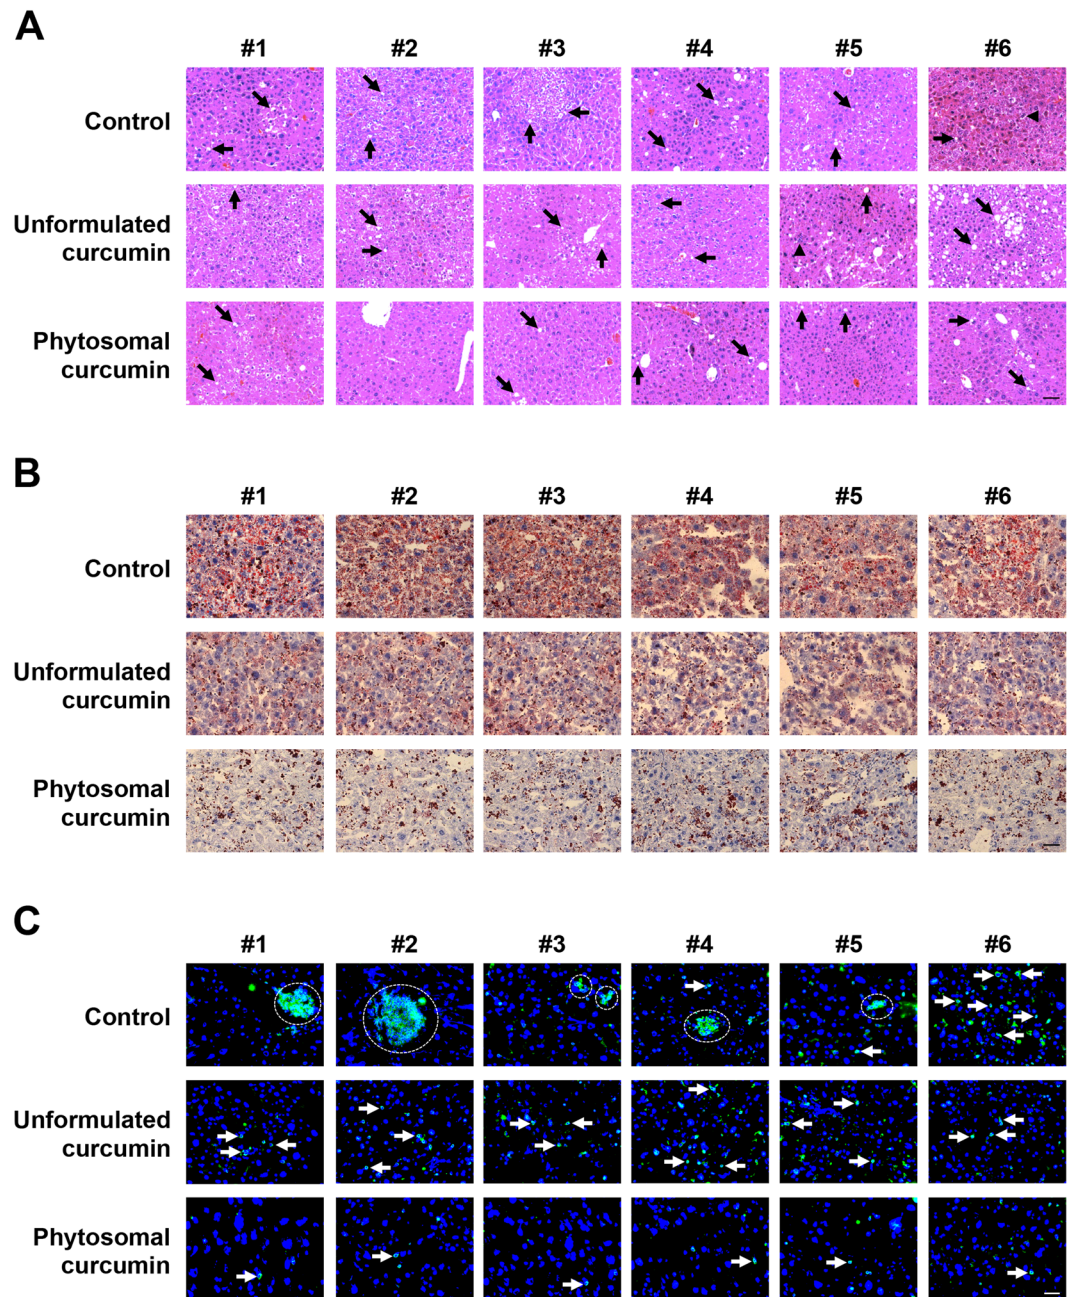 A
#1 #2 #3 #4 #5 #6
Control
Unformulated
curcumin
Phytosomal
curcumin
B
#1 #2 #3 #4 #5 #6
Control
Unformulated
curcumin
Phytosomal
curcumin
C
#1 #2 #3 #4 #5 #6
Control
Unformulated
curcumin
Phytosomal
curcumin